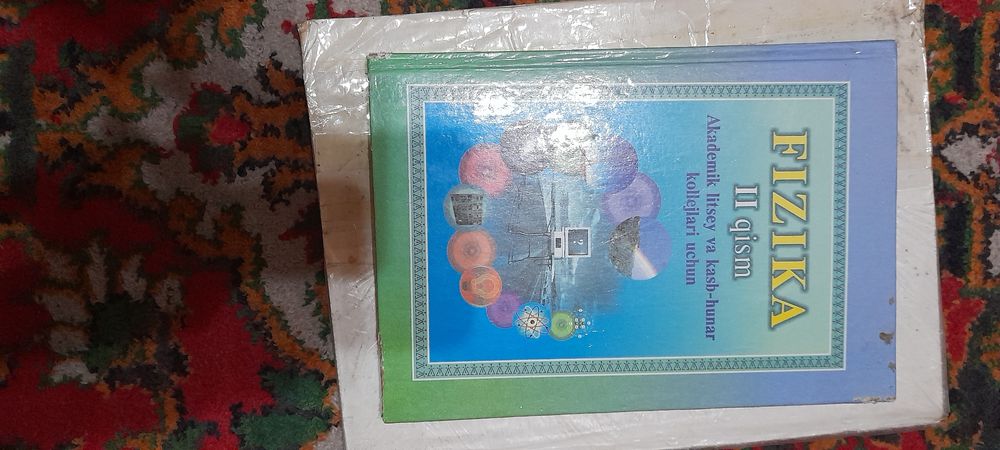 FIZIKA
II qism
Akademik litsey va kasb-hunar
kollejlari uchun